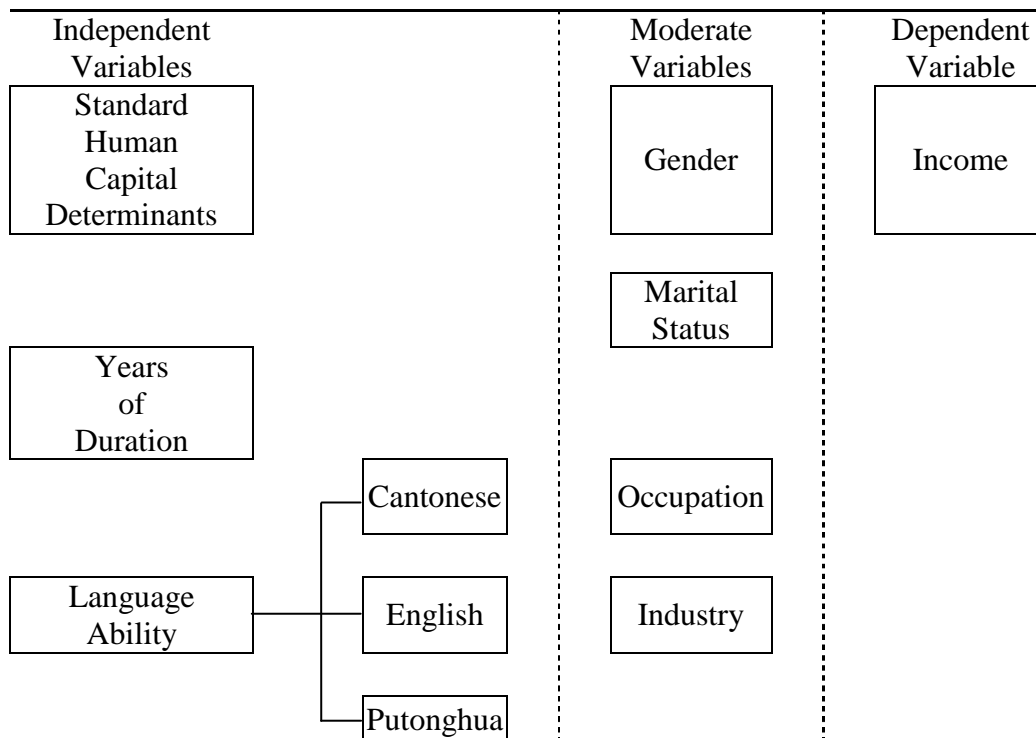 Independent
Variables
Moderate
Variables
Dependent
Variable
Standard
Human
Capital
Determinants
Gender
Income
Marital
Status
Years
of
Duration
Cantonese
Occupation
Language
Ability
English
Industry
Putonghua